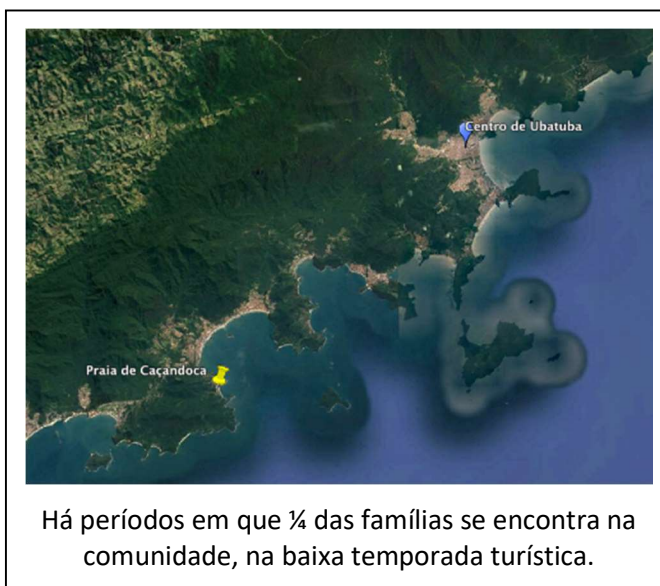 Centro de Ubatuba
Praia de Caçandoca
Há períodos em que ¼ das famílias se encontra na
comunidade, na baixa temporada turística.